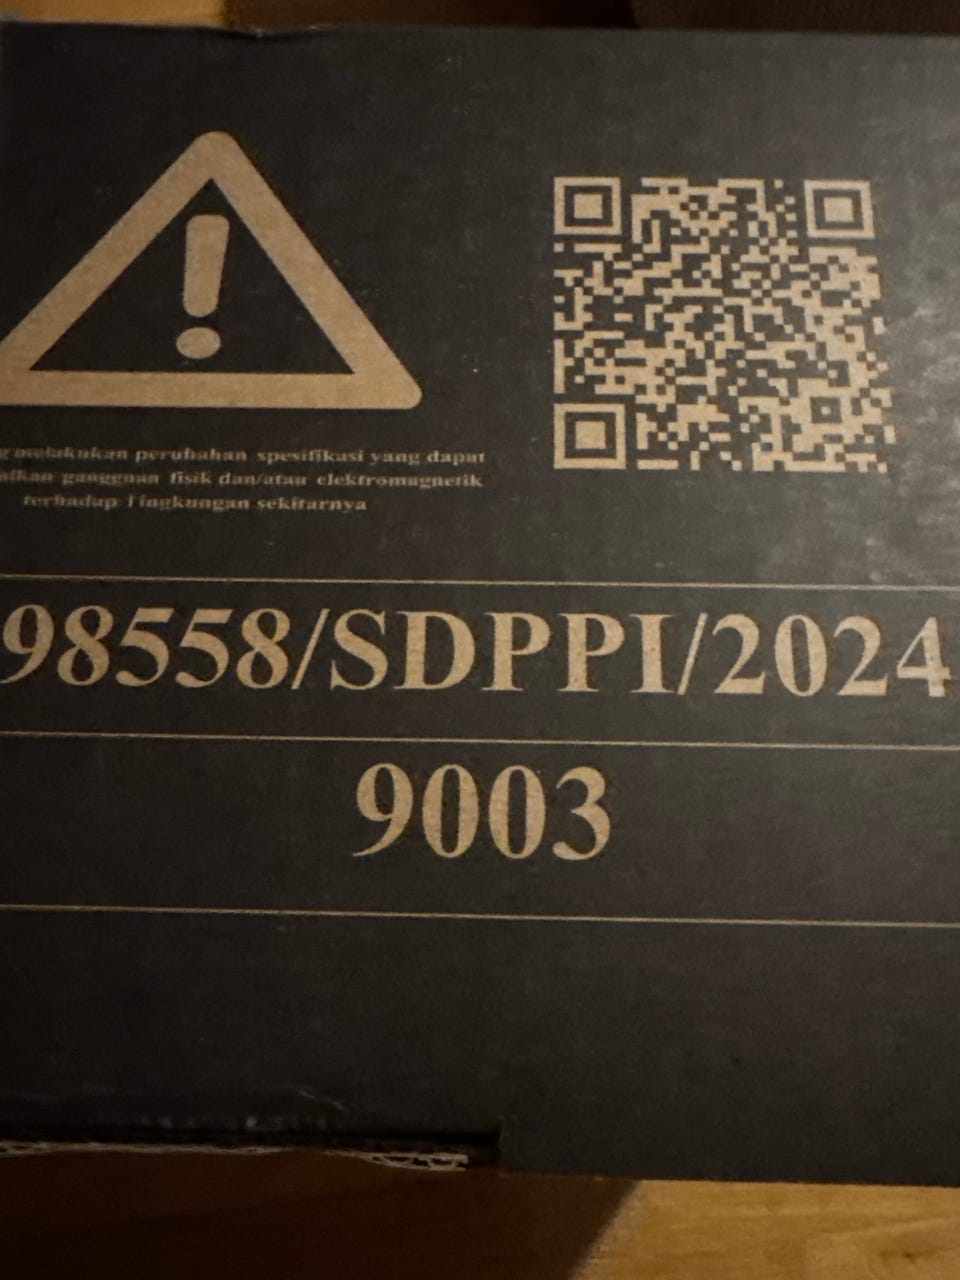 melakukan perubahan spesifikasi yang dapat
gangguan fisik dan/atau elektromagnetik
terhadap lingkungan sekitarnya
98558/SDPPI/2024
9003